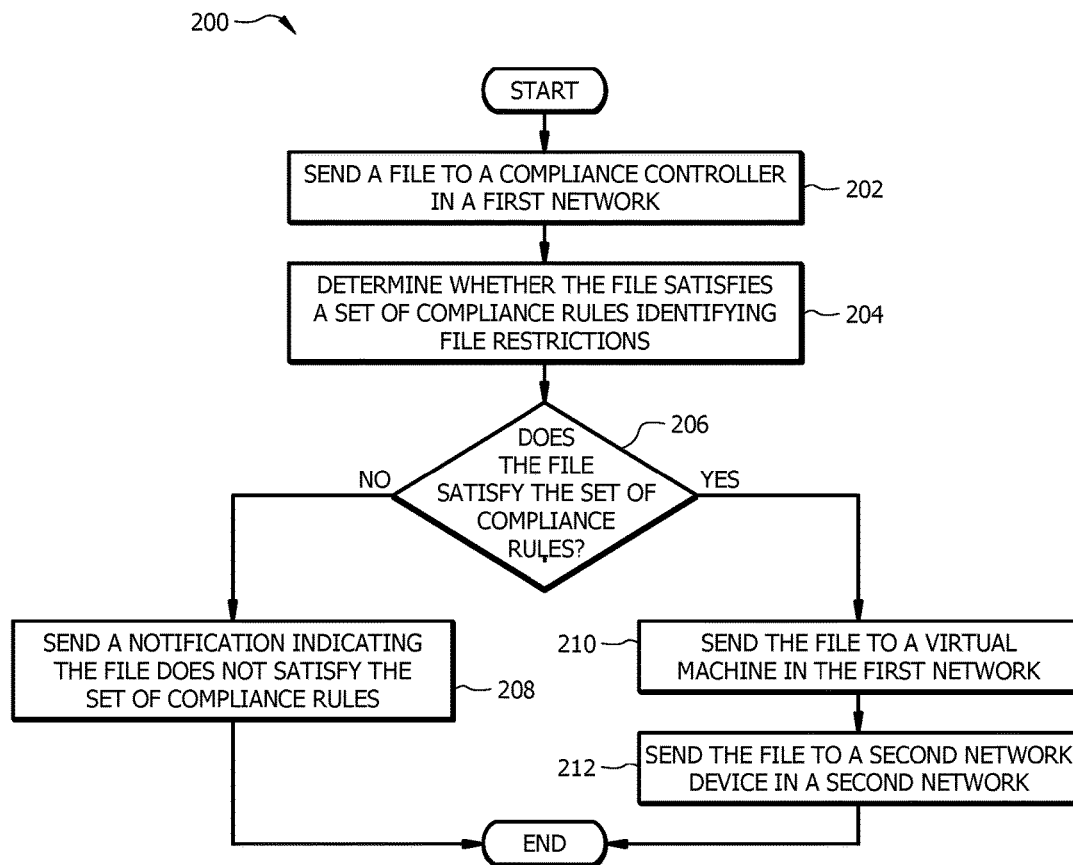 200
START
SEND A FILE TO A COMPLIANCE CONTROLLER
IN A FIRST NETWORK
202
DETERMINE WHETHER THE FILE SATISFIES
A SET OF COMPLIANCE RULES IDENTIFYING
FILE RESTRICTIONS
204
206
DOES
THE FILE
SATISFY THE SET OF
COMPLIANCE
RULES?
NO
YES
SEND A NOTIFICATION INDICATING
THE FILE DOES NOT SATISFY THE
SET OF COMPLIANCE RULES
208
210
SEND THE FILE TO A VIRTUAL
MACHINE IN THE FIRST NETWORK
212
SEND THE FILE TO A SECOND NETWORK
DEVICE IN A SECOND NETWORK
END